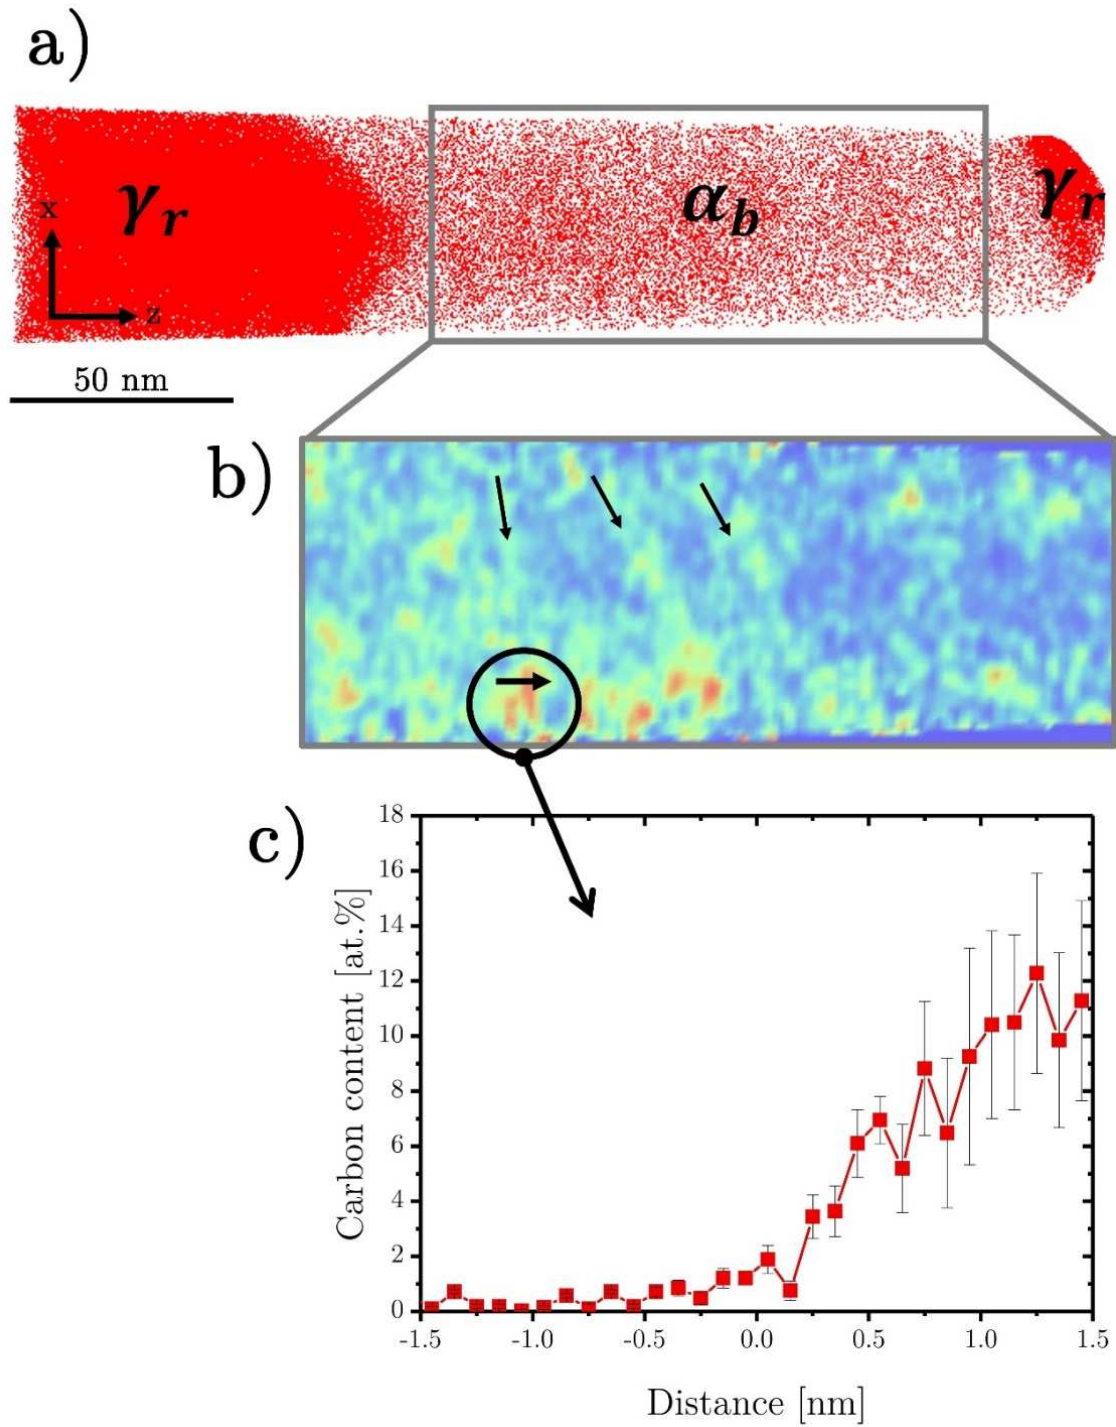 a)
γr
αb
γr
x
z
50 nm
b)
c)
Carbon content [at.%]
18
16
14
12
10
8
6
4
2
0
-1.5 -1.0 -0.5 0.0 0.5 1.0 1.5
Distance [nm]